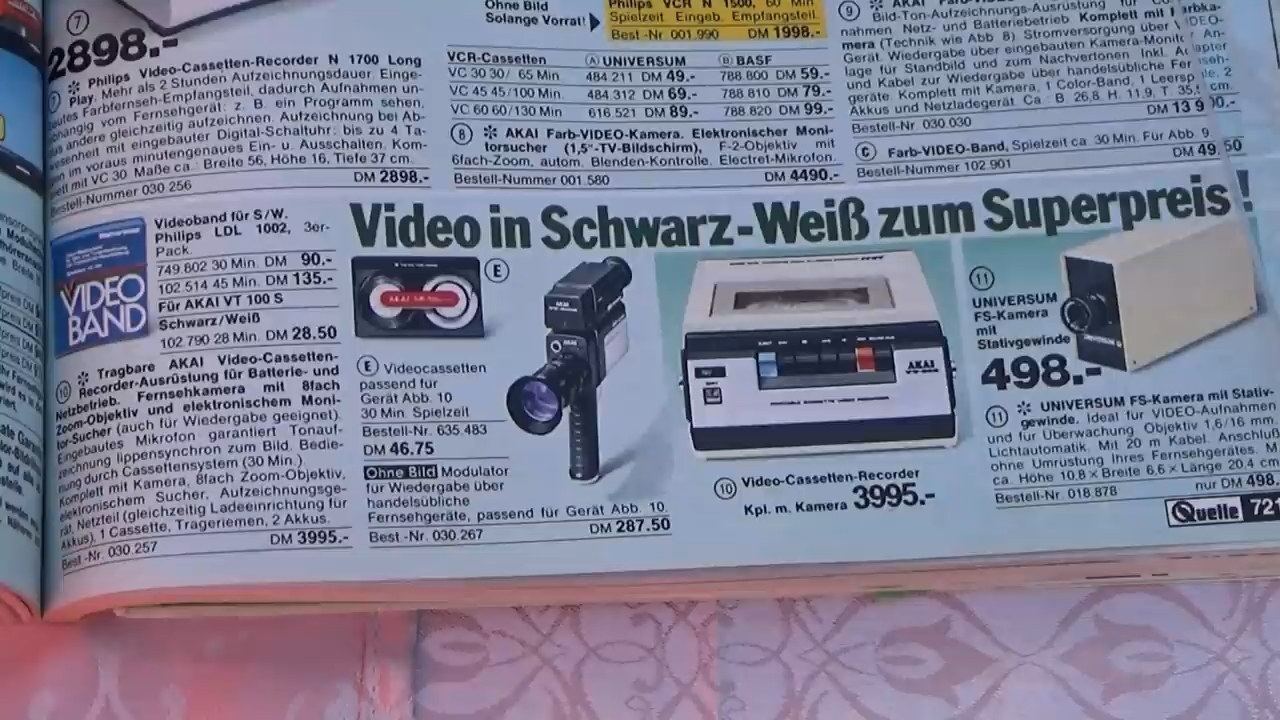 ⑦
2898.-
⑦ ✻ Philips Video-Cassetten-Recorder N 1700 Long
Play. Mehr als 2 Stunden Aufzeichnungsdauer. Einge-
bautes Farbfernseh-Empfangsteil, dadurch Aufnahmen un-
abhängig vom Fernsehgerät: z. B. ein Programm sehen,
das andere gleichzeitig aufzeichnen. Aufzeichnung bei Ab-
wesenheit mit eingebauter Digital-Schaltuhr: bis zu 4 Ta-
gen im voraus minutengenaues Ein- u. Ausschalten. Kom-
plett mit VC 30. Maße ca.: Breite 56, Höhe 16, Tiefe 37 cm.
Bestell-Nummer 030 256 DM 2898.-
Ohne Bild
Solange Vorrat!
Philips VCR N 1500, 60 Min
Spielzeit. Eingeb. Empfangsteil.
Best-Nr. 001.990 DM 1998.-
VCR-Cassetten Ⓐ UNIVERSUM Ⓑ BASF
VC 30 30/ 65 Min. 484 211 DM 49.- 788.800 DM 59.-
VC 45 45/100 Min. 484.312 DM 69.- 788 810 DM 79.-
VC 60 60/130 Min. 616.521 DM 89.- 788.820 DM 99.-
⑧ ✻ AKAI Farb-VIDEO-Kamera. Elektronischer Moni-
torsucher (1,5"-TV-Bildschirm), F-2-Objektiv mit
6fach-Zoom, autom. Blenden-Kontrolle. Electret-Mikrofon.
Bestell-Nummer 001.580 DM 4490.-
⑨ ✻ AKAI Farb-VIDEO-
Bild-Ton-Aufzeichnungs-Ausrüstung für
nahmen Netz- und Batteriebetrieb. Komplett mit Farbka-
mera (Technik wie Abb 8). Stromversorgung über VIDEO-
Gerät. Wiedergabe über eingebauten Kamera-Monitor
lage für Standbild und zum Nachvertonen. Inkl. Adapter
und Kabel zur Wiedergabe über handelsübliche Fernseh-
geräte. Komplett mit Kamera, 1 Color-Band, 1 Leersp. 2
Akkus und Netzladegerät. Ca.: B. 26,8. H. 11,9. T. 35, cm.
Bestell-Nr. 030.030 DM 13 9 0.-
Ⓒ Farb-VIDEO-Band, Spielzeit ca. 30 Min. Für Abb. 9.
Bestell-Nummer 102.901 DM 49.50
Video in Schwarz-Weiß zum Superpreis!
VIDEO
BAND
Videoband für S/W.
Philips LDL 1002, 3er-
Pack.
749.802 30 Min. DM 90.-
102.514 45 Min. DM 135.-
Für AKAI VT 100 S
Schwarz/Weiß
102.790 28 Min. DM 28.50
⑩ ✻ Tragbare AKAI Video-Cassetten-
Recorder-Ausrüstung für Batterie- und
Netzbetrieb. Fernsehkamera mit 8fach
Zoom-Objektiv und elektronischem Moni-
tor-Sucher (auch für Wiedergabe geeignet).
Eingebautes Mikrofon garantiert Tonauf-
zeichnung lippensynchron zum Bild. Bedie-
nung durch Cassettensystem (30 Min.)
Komplett mit Kamera, 8fach Zoom-Objektiv,
elektronischem Sucher, Aufzeichnungsge-
rät, Netzteil (gleichzeitig Ladeeinrichtung für
Akkus), 1 Cassette, Trageriemen, 2 Akkus.
Best-Nr. 030.257 DM 3995.-
Ⓔ
AKAI
Ⓔ Videocassetten
passend für
Gerät Abb. 10
30 Min. Spielzeit
Bestell-Nr. 635.483
DM 46.75
Ohne Bild Modulator
für Wiedergabe über
handelsübliche
Fernsehgeräte, passend für Gerät Abb. 10.
Best-Nr. 030.267 DM 287.50
AKAI
⑩ Video-Cassetten-Recorder
Kpl. m. Kamera 3995.-
⑪
UNIVERSUM
FS-Kamera
mit
Stativgewinde
498.-
⑪ ✻ UNIVERSUM FS-Kamera mit Stativ-
gewinde. Ideal für VIDEO-Aufnahmen
und für Überwachung. Objektiv 1,6/16 mm,
Lichtautomatik. Mit 20 m Kabel. Anschluß
ohne Umrüstung Ihres Fernsehgerätes. M
ca. Höhe 10,8 × Breite 6,6 × Länge 20,4 cm
Bestell-Nr. 018.878 nur DM 498.
Quelle 72